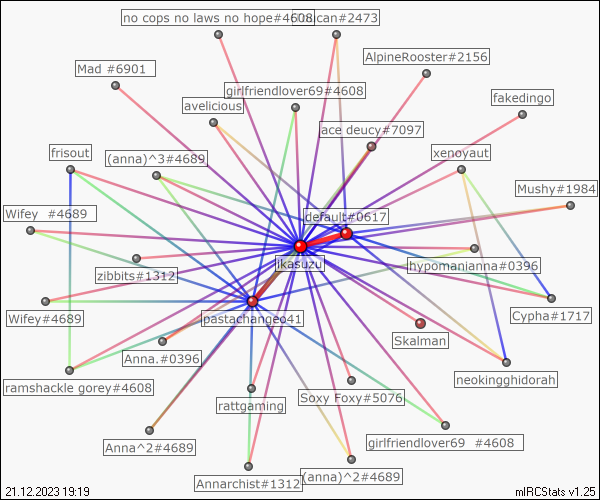 no cops no laws no hope#4608
can#2473
AlpineRooster#2156
Mad #6901
girlfriendlover69#4608
fakedingo
avelicious
ace deucy#7097
frisout
(anna)^3#4689
xenoyaut
Mushy#1984
Wifey   #4689
default#0617
zibbits#1312
jkasuzu
hypomanianna#0396
Wifey#4689
pastachangeo41
Cypha#1717
Skalman
Anna.#0396
ramshackle gorey#4608
neokingghidorah
rattgaming
Soxy Foxy#5076
Anna^2#4689
girlfriendlover69   #4608
Annarchist#1312
(anna)^2#4689
21.12.2023 19:19
mIRCStats v1.25